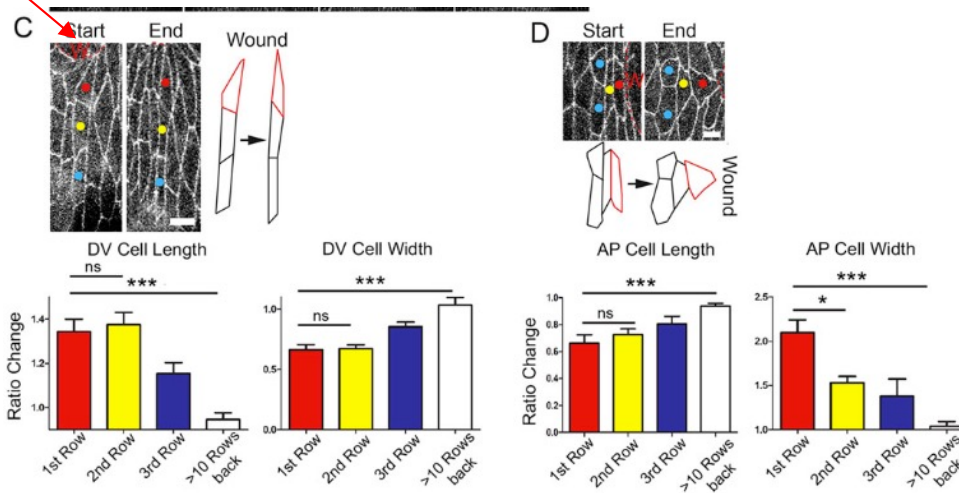 C
Start
End
Wound
W
D
Start
End
W
Wound
DV Cell Length
DV Cell Width
AP Cell Length
AP Cell Width
Ratio Change
1.4
1.2
1.0
ns
***
1st Row
2nd Row
3rd Row
>10 Rows
back
1.0
0.5
0.0
ns
***
1st Row
2nd Row
3rd Row
>10 Rows
back
Ratio Change
1.0
0.8
0.6
0.4
0.2
0.0
ns
***
1st Row
2nd Row
3rd Row
>10 Rows
back
2.5
2.0
1.5
1.0
*
***
1st Row
2nd Row
3rd Row
>10 Rows
back